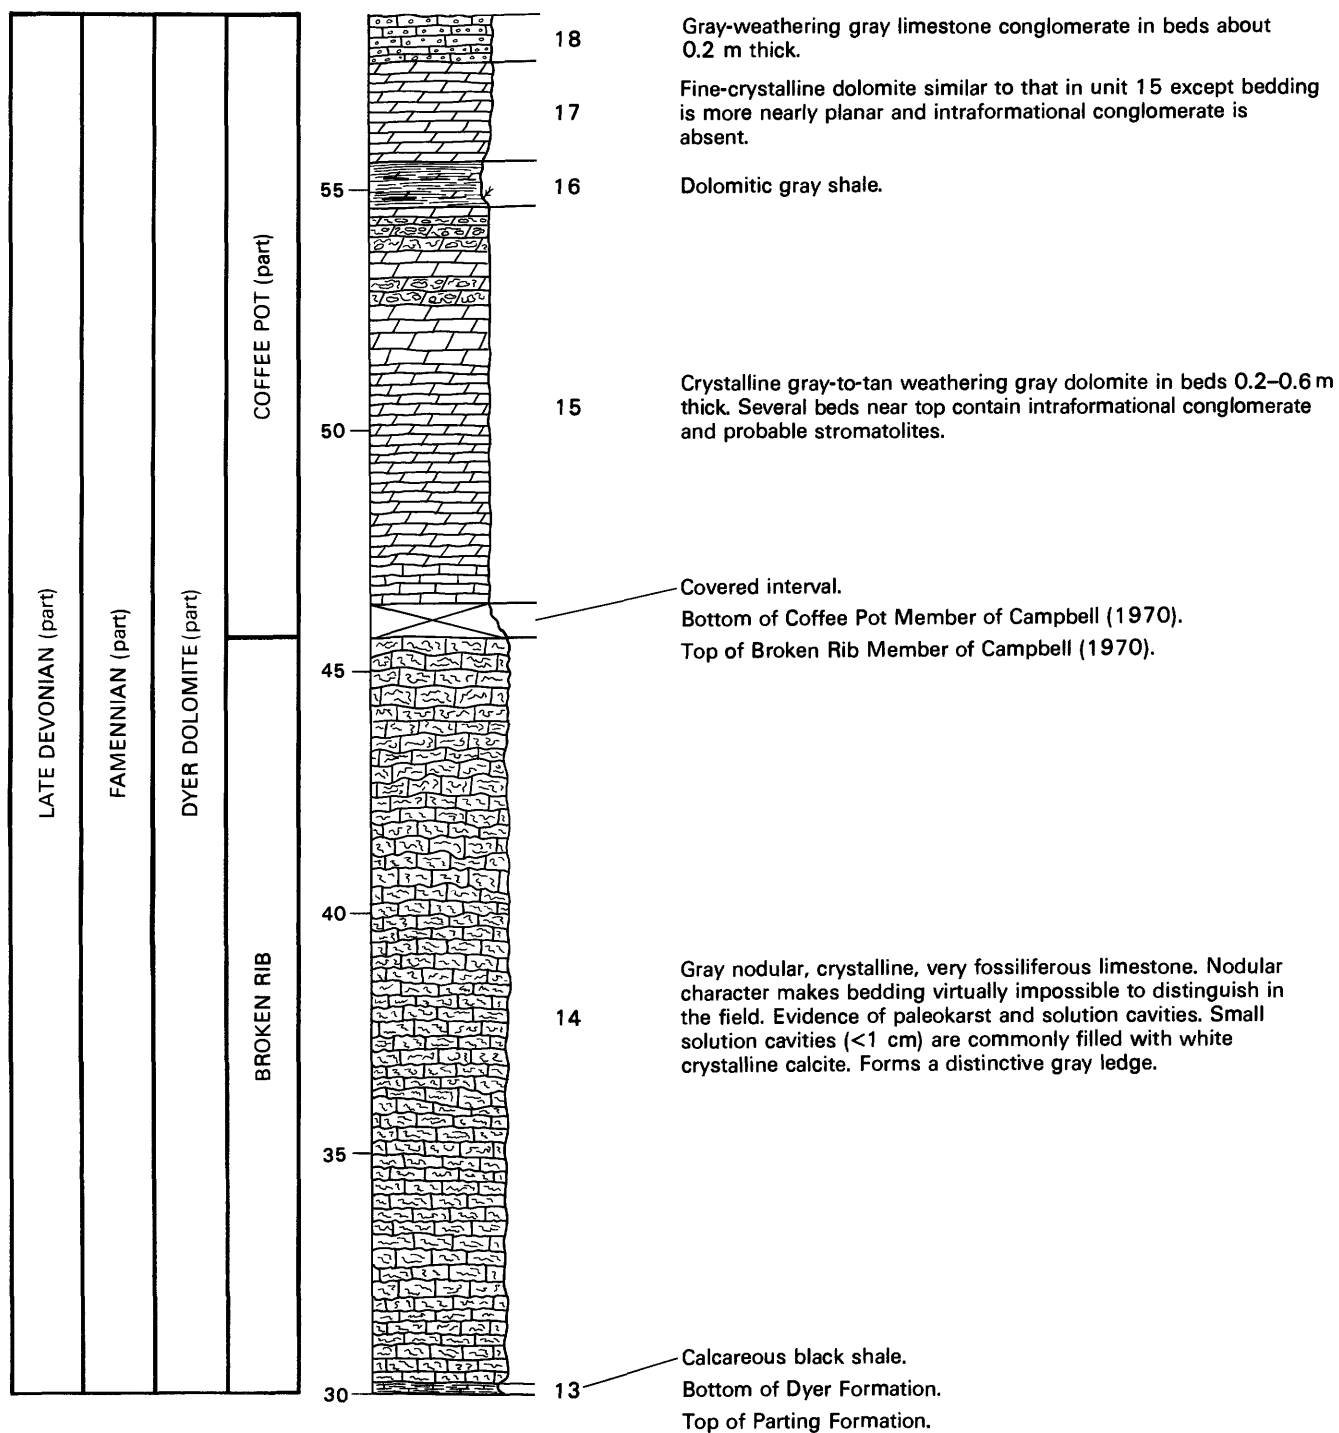 18
Gray-weathering gray limestone conglomerate in beds about
0.2 m thick.
17
Fine-crystalline dolomite similar to that in unit 15 except bedding
is more nearly planar and intraformational conglomerate is
absent.
55
16
Dolomitic gray shale.
COFFEE POT (part)
15
Crystalline gray-to-tan weathering gray dolomite in beds 0.2–0.6 m
thick. Several beds near top contain intraformational conglomerate
and probable stromatolites.
50
Covered interval.
Bottom of Coffee Pot Member of Campbell (1970).
Top of Broken Rib Member of Campbell (1970).
45
LATE DEVONIAN (part)
FAMENNIAN (part)
DYER DOLOMITE (part)
40
BROKEN RIB
14
Gray nodular, crystalline, very fossiliferous limestone. Nodular
character makes bedding virtually impossible to distinguish in
the field. Evidence of paleokarst and solution cavities. Small
solution cavities (<1 cm) are commonly filled with white
crystalline calcite. Forms a distinctive gray ledge.
35
30
13
Calcareous black shale.
Bottom of Dyer Formation.
Top of Parting Formation.